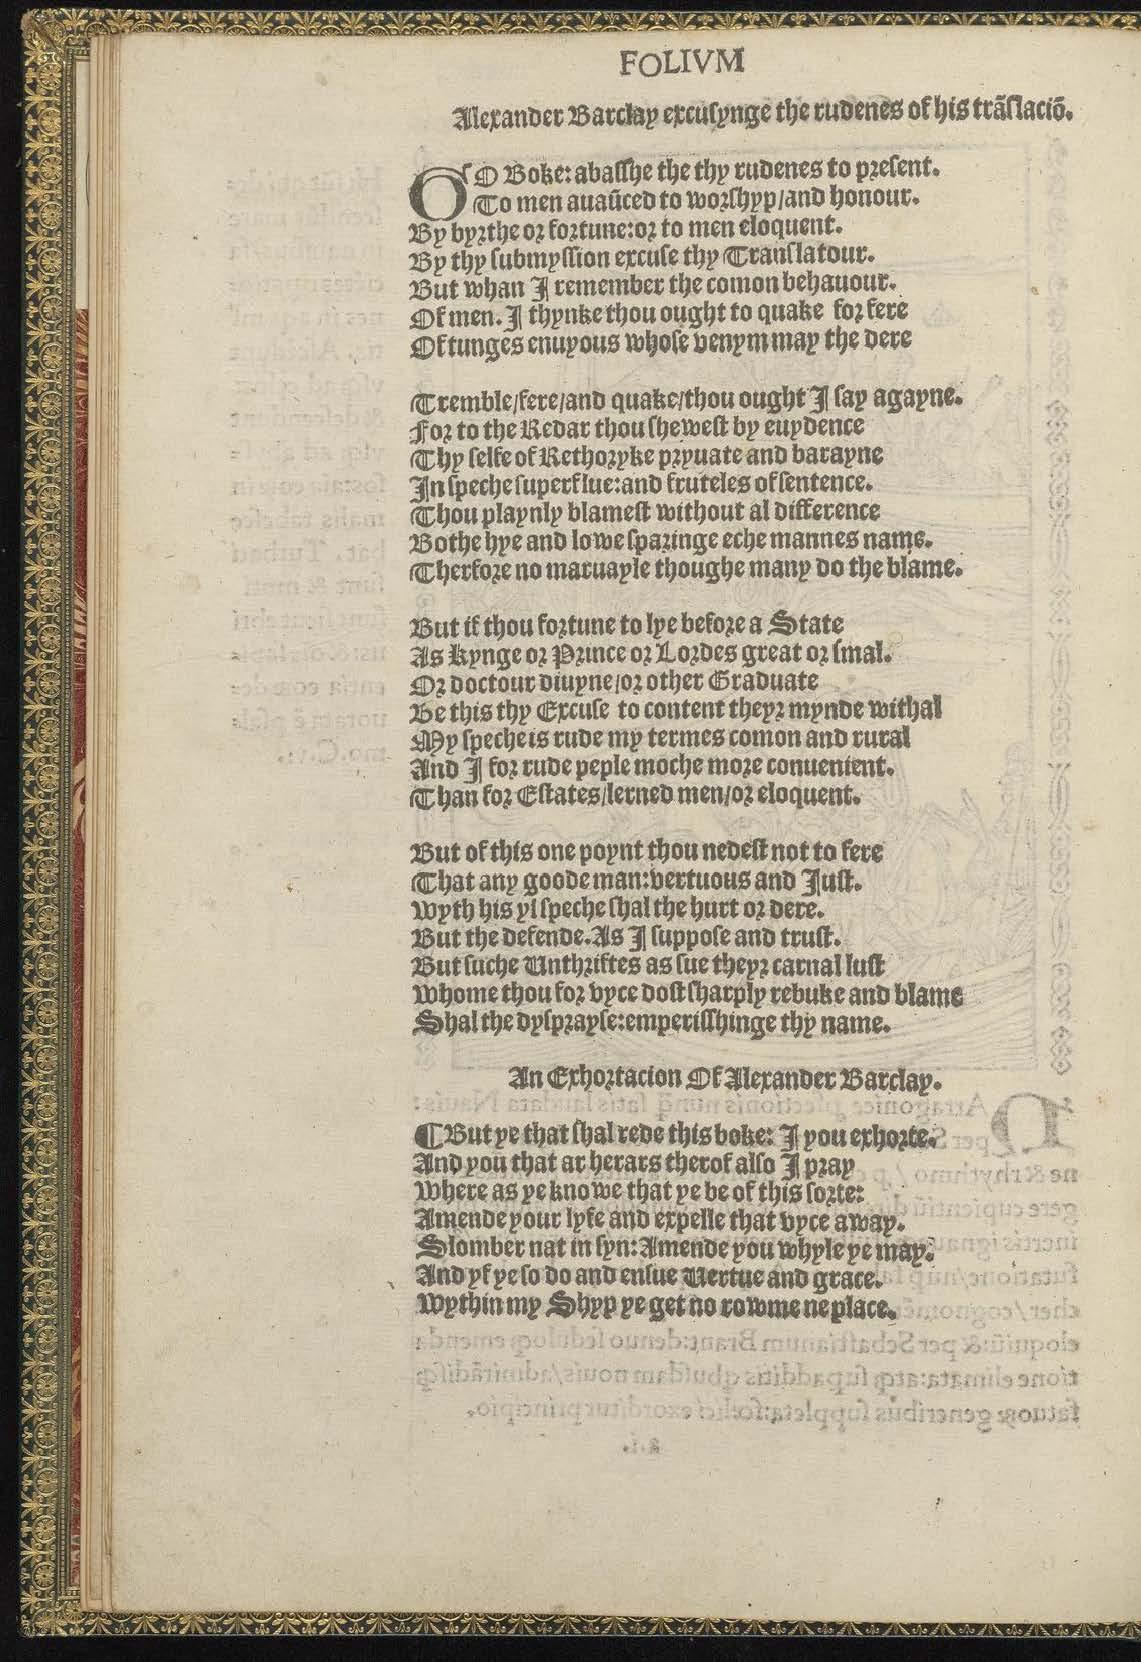 FOLIVM
Alexander Barclay excusynge the rudenes of his trãslaciõ.
O O Boke: abasshe the thy rudenes to present.
To men auaũced to worshyp/and honour.
By byrthe or fortune:or to men eloquent.
By thy submyssion excuse thy Translatour.
But whan I remember the comon behauour.
Of men. I thynke thou ought to quake for fere
Of tunges enuyous whose venym may the dere
Tremble/fere/and quake/thou ought I say agayne.
For to the Redar thou shewest by euydence
Thy selfe of Rethoryke pryuate and barayne
In speche superflue:and fruteles of sentence.
Thou playnly blamest without al difference
Bothe hye and lowe sparinge eche mannes name.
Therfore no maruayle thoughe many do the blame.
But if thou fortune to lye before a State
As kynge or Prince or Lordes great or smal.
Or doctour diuyne/or other Graduate
Be this thy Excuse to content theyr mynde withal
My speche is rude my termes comon and rural
And I for rude peple moche more conuenient.
Than for Estates/lerned men/or eloquent.
But of this one poynt thou nedest not to fere
That any goode man:vertuous and Just.
Wyth his yl speche shal the hurt or dere.
But the defende. As I suppose and trust.
But suche Unthriftes as sue theyr carnal lust
Whome thou for vyce dost sharply rebuke and blame
Shal the dysprayse:emperisshinge thy name.
An Exhortacion Of Alexander Barclay.
¶ But ye that shal rede this boke: I you exhorte.
And you that ar herars therof also I pray
Where as ye knowe that ye be of this sorte:
Amende your lyfe and expelle that vyce away.
Slomber nat in syn:Amende you whyle ye may.
And yf ye so do and ensue Vertue and grace.
Wythin my Shyp ye get no rowme ne place.